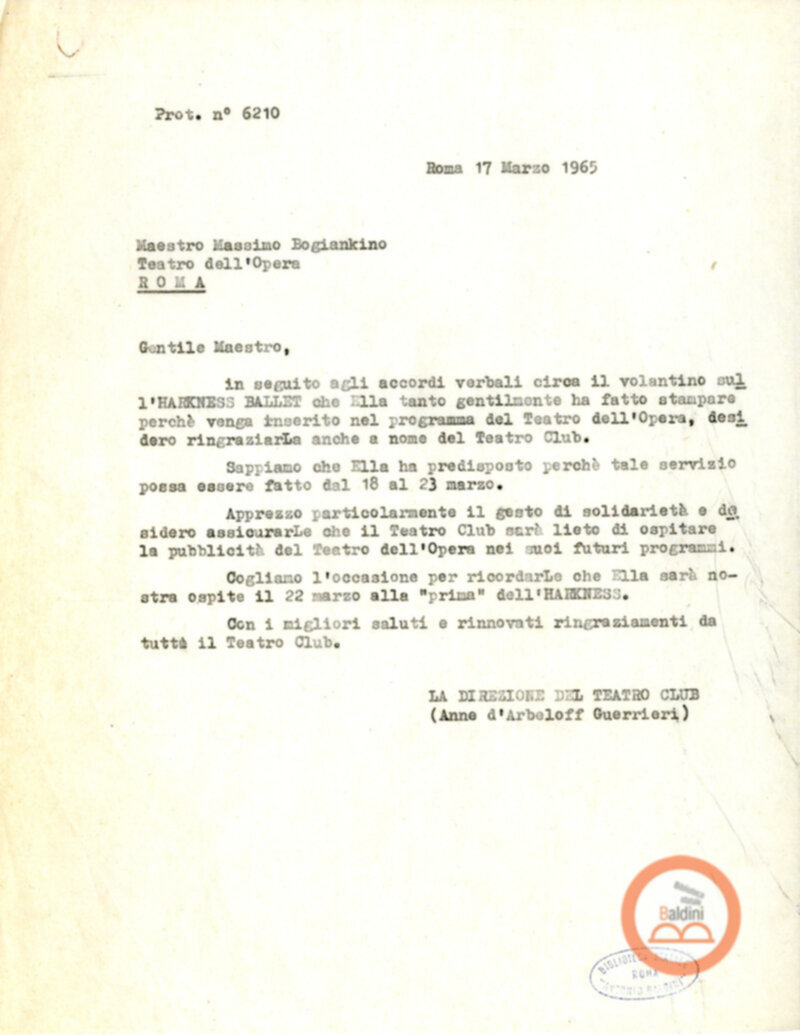 Prot. n° 6210
Roma 17 Marzo 1965
Maestro Massimo Bogiankino
Teatro dell'Opera
R O M A
Gentile Maestro,
in seguito agli accordi verbali circa il volantino sul
l'HARKNESS BALLET che Ella tanto gentilmente ha fatto stampare
perchè venga inserito nel programma del Teatro dell'Opera, desi
dero ringraziarLa anche a nome del Teatro Club.
Sappiamo che Ella ha predisposto perchè tale servizio
possa essere fatto dal 18 al 23 marzo.
Apprezzo particolarmente il gesto di solidarietà e de
sidero assicurarLe che il Teatro Club sarà lieto di ospitare
la pubblicità del Teatro dell'Opera nei suoi futuri programmi.
Cogliamo l'occasione per ricordarLe che Ella sarà no-
stra ospite il 22 marzo alla "prima" dell'HARKNESS.
Con i migliori saluti e rinnovati ringraziamenti da
tutto il Teatro Club.
LA DIREZIONE DEL TEATRO CLUB
(Anne d'Arbeloff Guerrieri)
Biblioteca
statale
Baldini
BIBLIOTECA
ROMA
ANTONIO BALDINI